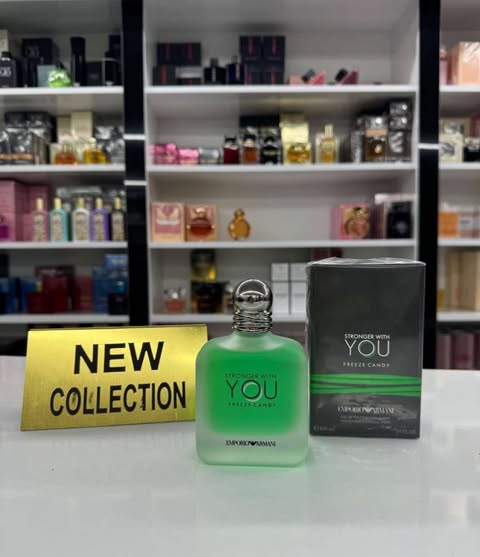 NEW
COLLECTION
STRONGER WITH
YOU
FREEZE CANDY
EMPORIO ARMANI
STRONGER WITH
YOU
FREEZE CANDY
EMPORIO ARMANI